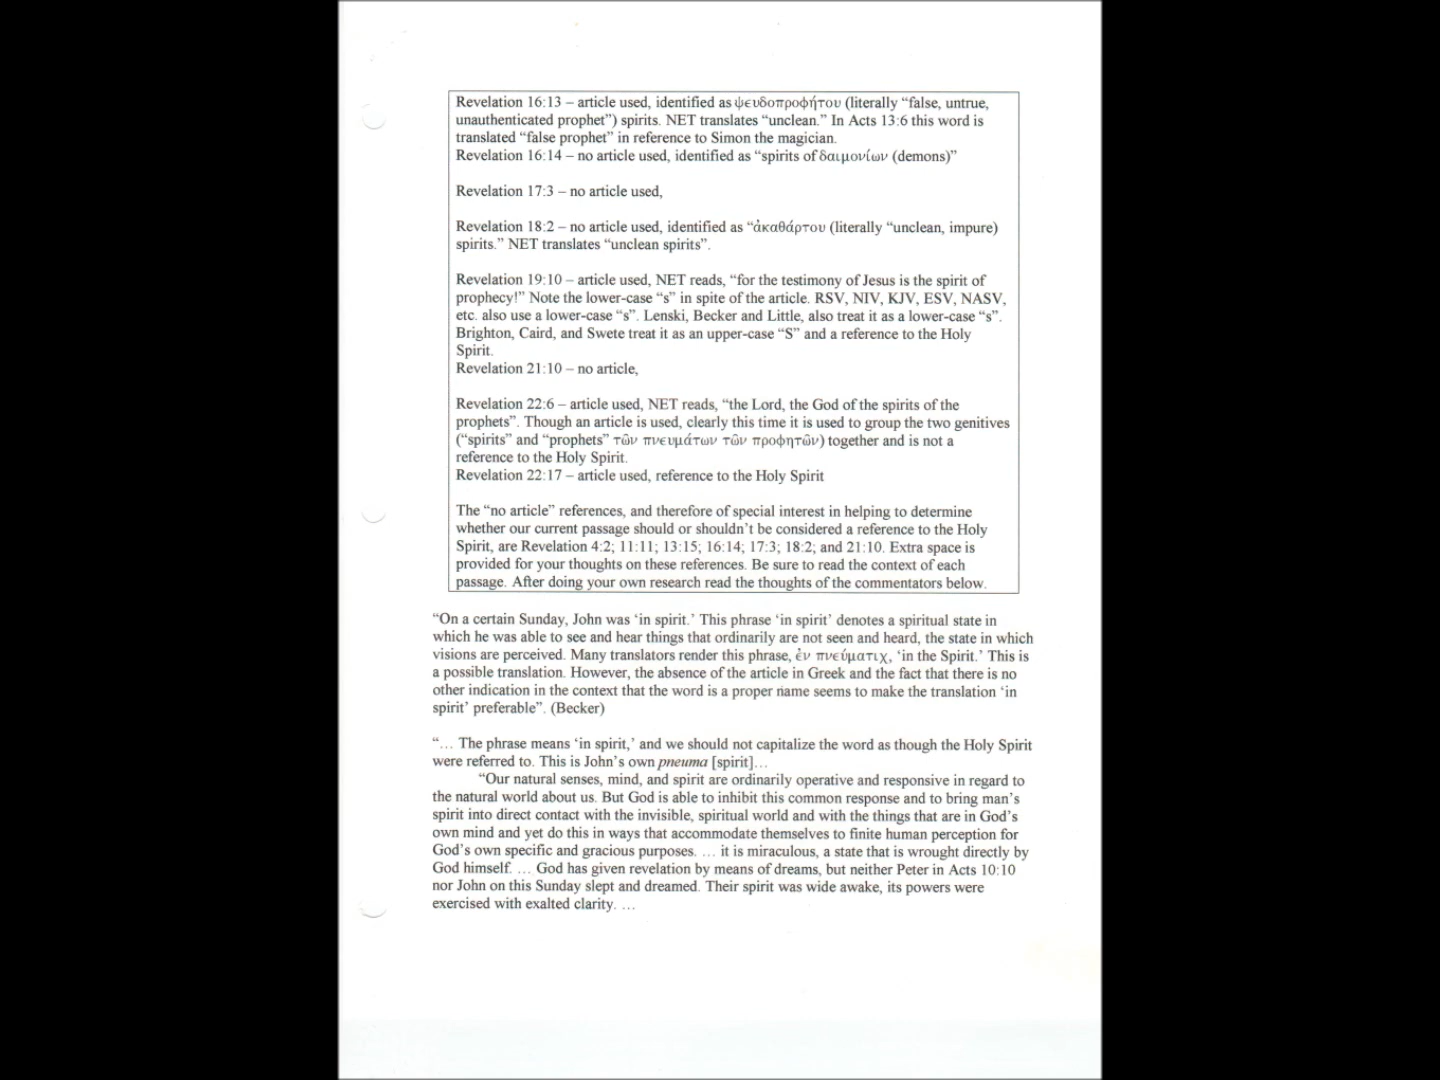 Revelation 16:13 – article used, identified as ψευδοπροφήτου (literally “false, untrue,
unauthenticated prophet”) spirits. NET translates “unclean.” In Acts 13:6 this word is
translated “false prophet” in reference to Simon the magician.
Revelation 16:14 – no article used, identified as “spirits of δαιμονίων (demons)”
Revelation 17:3 – no article used,
Revelation 18:2 – no article used, identified as “ἀκαθάρτου (literally “unclean, impure)
spirits.” NET translates “unclean spirits”.
Revelation 19:10 – article used, NET reads, “for the testimony of Jesus is the spirit of
prophecy!” Note the lower-case “s” in spite of the article. RSV, NIV, KJV, ESV, NASV,
etc. also use a lower-case “s”. Lenski, Becker and Little, also treat it as a lower-case “s”.
Brighton, Caird, and Swete treat it as an upper-case “S” and a reference to the Holy
Spirit.
Revelation 21:10 – no article,
Revelation 22:6 – article used, NET reads, “the Lord, the God of the spirits of the
prophets”. Though an article is used, clearly this time it is used to group the two genitives
(“spirits” and “prophets” τῶν πνευμάτων τῶν προφητῶν) together and is not a
reference to the Holy Spirit.
Revelation 22:17 – article used, reference to the Holy Spirit
The “no article” references, and therefore of special interest in helping to determine
whether our current passage should or shouldn’t be considered a reference to the Holy
Spirit, are Revelation 4:2; 11:11; 13:15; 16:14; 17:3; 18:2; and 21:10. Extra space is
provided for your thoughts on these references. Be sure to read the context of each
passage. After doing your own research read the thoughts of the commentators below.
“On a certain Sunday, John was ‘in spirit.’ This phrase ‘in spirit’ denotes a spiritual state in
which he was able to see and hear things that ordinarily are not seen and heard, the state in which
visions are perceived. Many translators render this phrase, ἐν πνεύματιχ, ‘in the Spirit.’ This is
a possible translation. However, the absence of the article in Greek and the fact that there is no
other indication in the context that the word is a proper name seems to make the translation ‘in
spirit’ preferable”. (Becker)
“… The phrase means ‘in spirit,’ and we should not capitalize the word as though the Holy Spirit
were referred to. This is John’s own pneuma [spirit]…
“Our natural senses, mind, and spirit are ordinarily operative and responsive in regard to
the natural world about us. But God is able to inhibit this common response and to bring man’s
spirit into direct contact with the invisible, spiritual world and with the things that are in God’s
own mind and yet do this in ways that accommodate themselves to finite human perception for
God’s own specific and gracious purposes. … it is miraculous, a state that is wrought directly by
God himself. … God has given revelation by means of dreams, but neither Peter in Acts 10:10
nor John on this Sunday slept and dreamed. Their spirit was wide awake, its powers were
exercised with exalted clarity. …